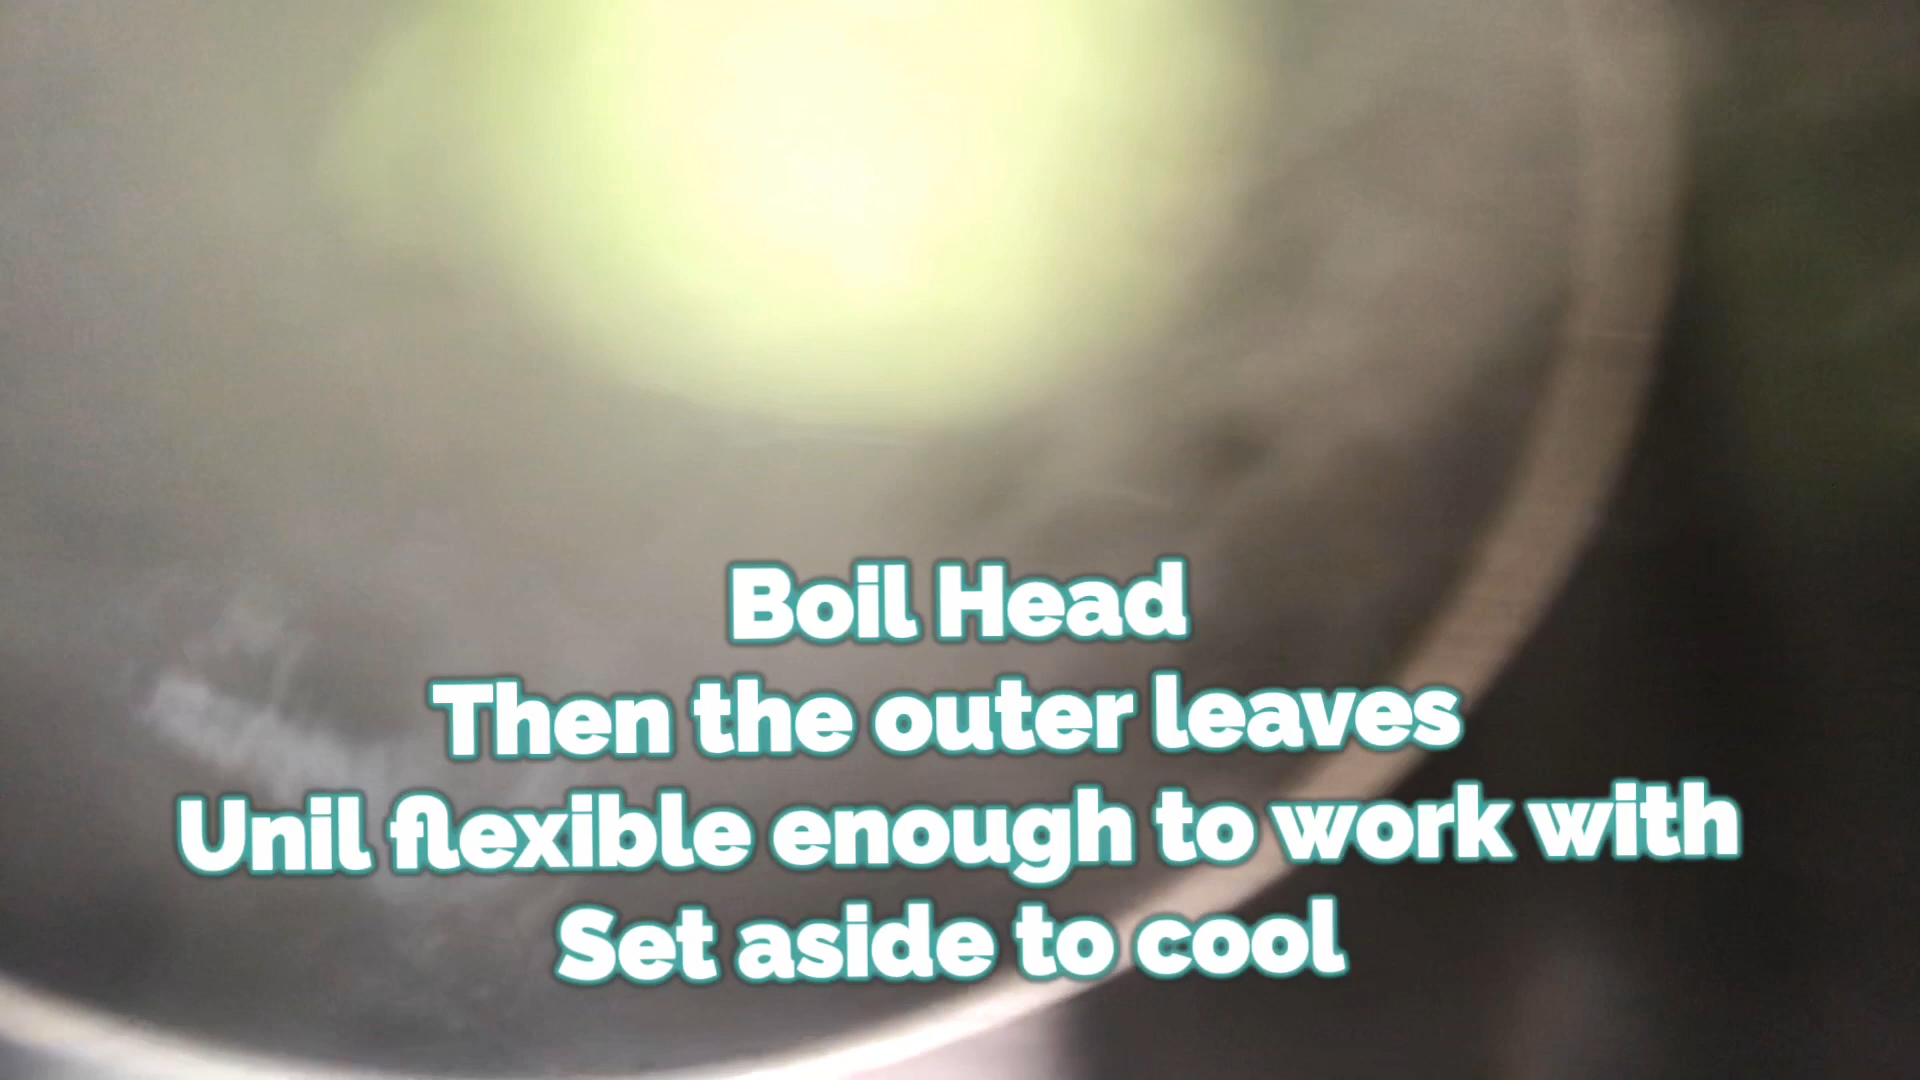 Boil Head
Then the outer leaves
Unil flexible enough to work with
Set aside to cool